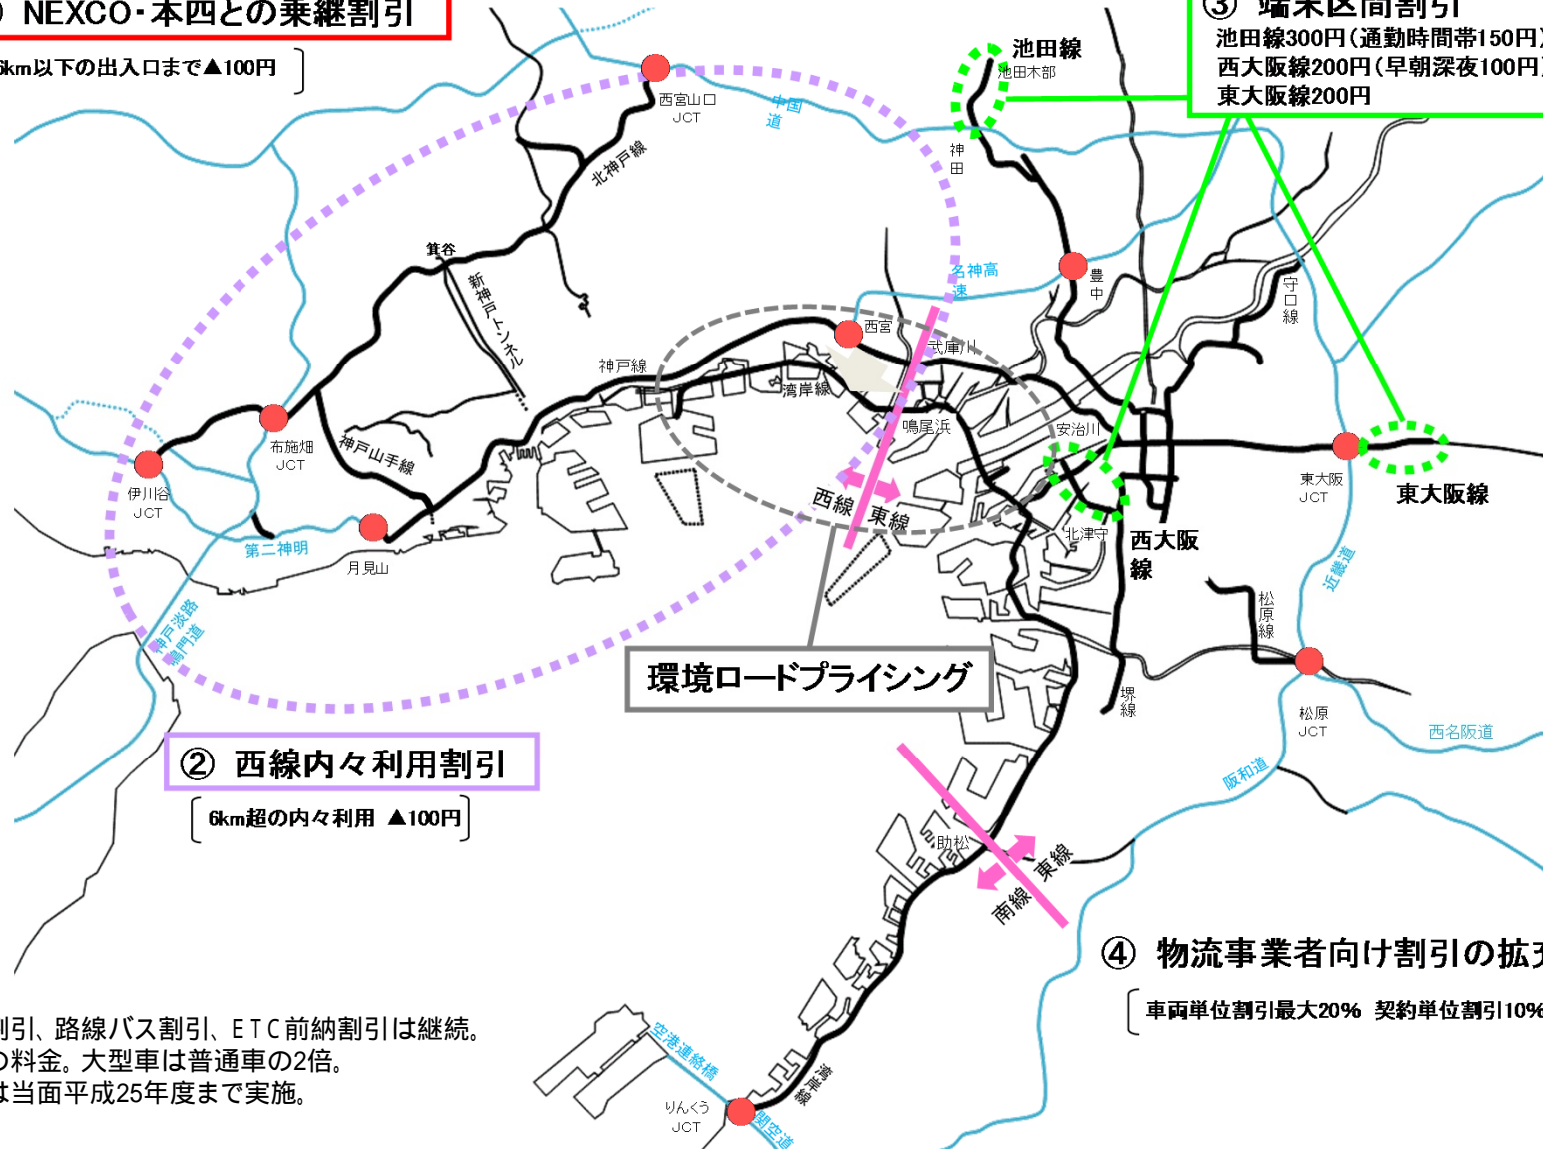 NEXCO・本四との乗継割引
6km以下の出入口まで▲100円
③ 端末区間割引
池田線300円(通勤時間帯150円)
西大阪線200円(早朝深夜100円)
東大阪線200円
池田線
池田木部
西宮山口
JCT
中国
道
神
田
北神戸線
箕谷
新神戸トンネル
名神高
速
豊
中
守
口
線
西宮
武庫川
神戸線
湾岸線
鳴尾浜
安治川
布施畑
JCT
神戸山手線
伊川谷
JCT
東大阪
JCT
東大阪線
西線
東線
北津守
西大阪
線
第二神明
月見山
近畿道
神戸淡路
鳴門道
松
原
線
環境ロードプライシング
堺
線
松原
JCT
西名阪道
② 西線内々利用割引
6km超の内々利用 ▲100円
阪和道
助松
東線
南線
④ 物流事業者向け割引の拡
車両単位割引最大20% 契約単位割引10%
割引、路線バス割引、ETC前納割引は継続。
の料金。大型車は普通車の2倍。
は当面平成25年度まで実施。
空港連絡橋
湾岸線
りんくう
JCT
関空道